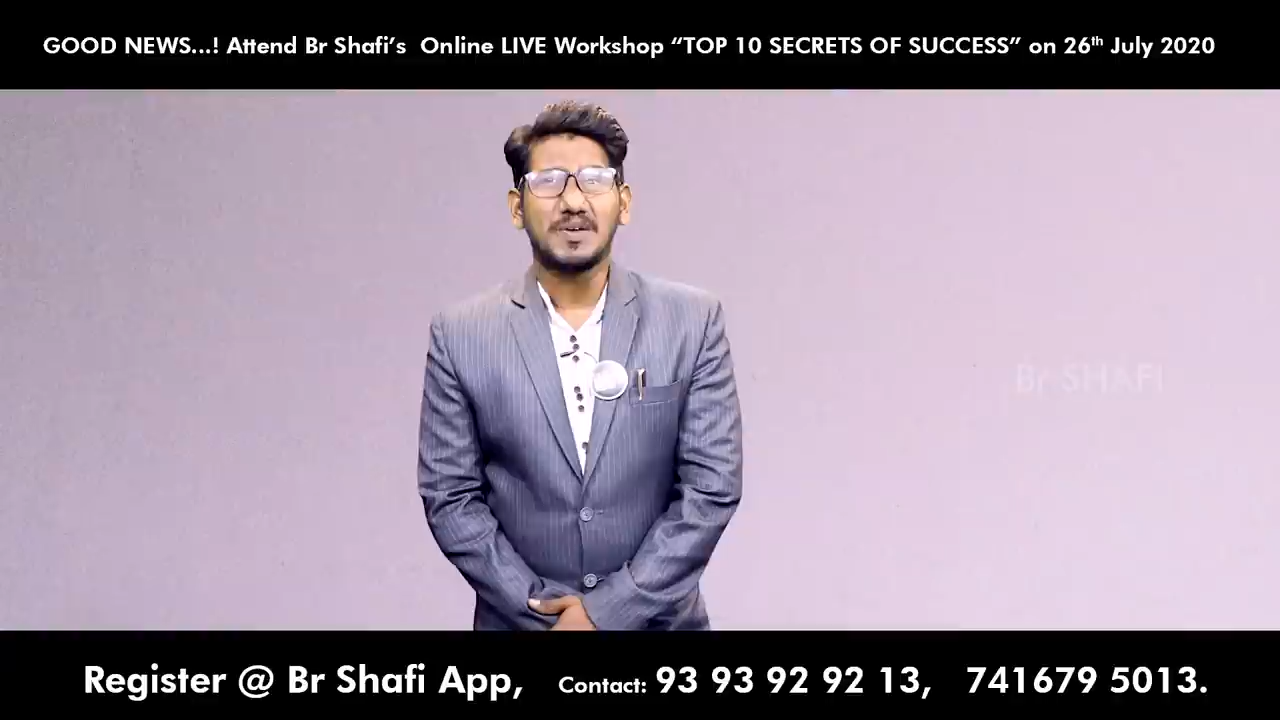 GOOD NEWS...! Attend Br Shafi's Online LIVE Workshop “TOP 10 SECRETS OF SUCCESS” on 26th July 2020
Br SHAFI
Register @ Br Shafi App, Contact: 93 93 92 92 13, 741679 5013.